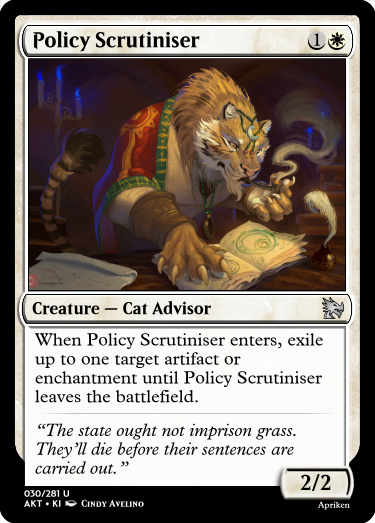 Policy Scrutiniser 1
Creature — Cat Advisor
When Policy Scrutiniser enters, exile
up to one target artifact or
enchantment until Policy Scrutiniser
leaves the battlefield.
“The state ought not imprison grass.
They’ll die before their sentences are
carried out.”
2/2
030/281 U
AKT • KI Cindy Avelino
Apriken